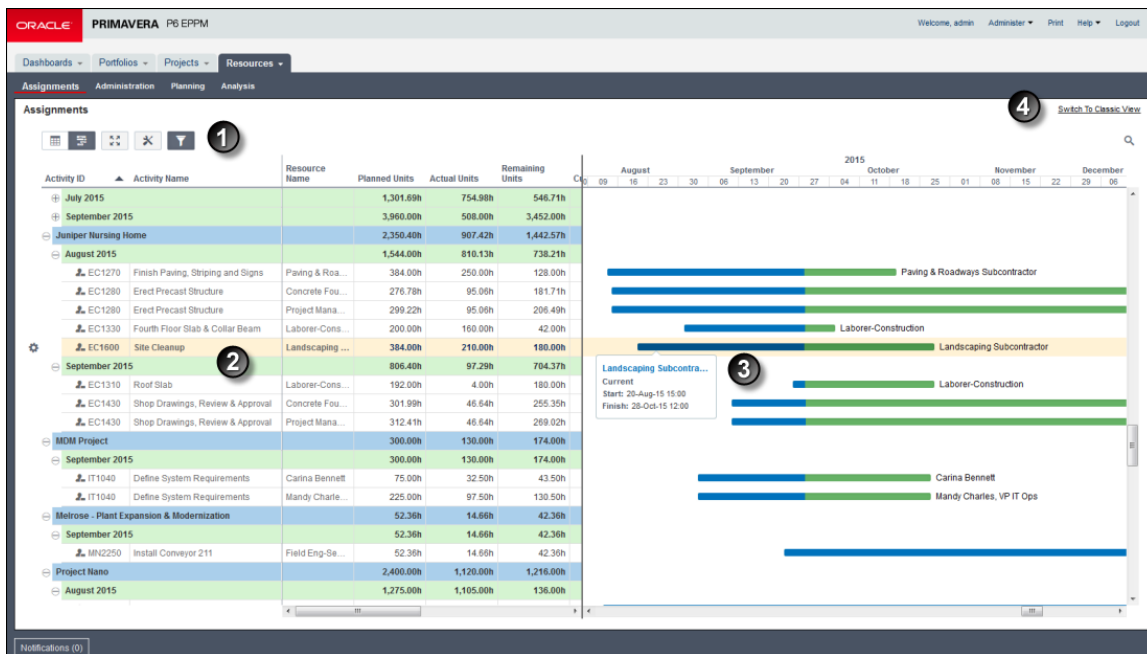 ORACLE PRIMAVERA P6 EPPM Welcome, admin Administer Print Help Logout
Dashboards Portfolios Projects Resources
Assignments Administration Planning Analysis
Assignments 4 Switch To Classic View
1
2015
Activity ID Activity Name Resource Name Planned Units Actual Units Remaining Units August September October November December
09 16 23 30 06 13 20 27 04 11 18 25 01 08 15 22 29 06
July 2015 1,301.69h 754.98h 546.71h
September 2015 3,960.00h 508.00h 3,452.00h
Juniper Nursing Home 2,350.40h 907.42h 1,442.57h
August 2015 1,544.00h 810.13h 738.21h
EC1270 Finish Paving, Striping and Signs Paving & Roa... 384.00h 250.00h 128.00h Paving & Roadways Subcontractor
EC1280 Erect Precast Structure Concrete Fou... 276.78h 95.06h 181.71h
EC1280 Erect Precast Structure Project Mana... 299.22h 95.06h 206.49h
EC1330 Fourth Floor Slab & Collar Beam Laborer-Cons... 200.00h 160.00h 42.00h Laborer-Construction
EC1600 Site Cleanup 2 Landscaping ... 384.00h 210.00h 180.00h Landscaping Subcontractor
September 2015 806.40h 97.29h 704.37h
Landscaping Subcontra... 3
Current
Start: 20-Aug-15 15:00
Finish: 28-Oct-15 12:00
EC1310 Roof Slab Laborer-Cons... 192.00h 4.00h 180.00h Laborer-Construction
EC1430 Shop Drawings, Review & Approval Concrete Fou... 301.99h 46.64h 255.35h
EC1430 Shop Drawings, Review & Approval Project Mana... 312.41h 46.64h 269.02h
MDM Project 300.00h 130.00h 174.00h
September 2015 300.00h 130.00h 174.00h
IT1040 Define System Requirements Carina Bennett 75.00h 32.50h 43.50h Carina Bennett
IT1040 Define System Requirements Mandy Charle... 225.00h 97.50h 130.50h Mandy Charles, VP IT Ops
Melrose - Plant Expansion & Modernization 52.36h 14.66h 42.36h
September 2015 52.36h 14.66h 42.36h
MN2250 Install Conveyor 211 Field Eng-Se... 52.36h 14.66h 42.36h
Project Nano 2,400.00h 1,120.00h 1,216.00h
August 2015 1,275.00h 1,105.00h 136.00h
Notifications (0)